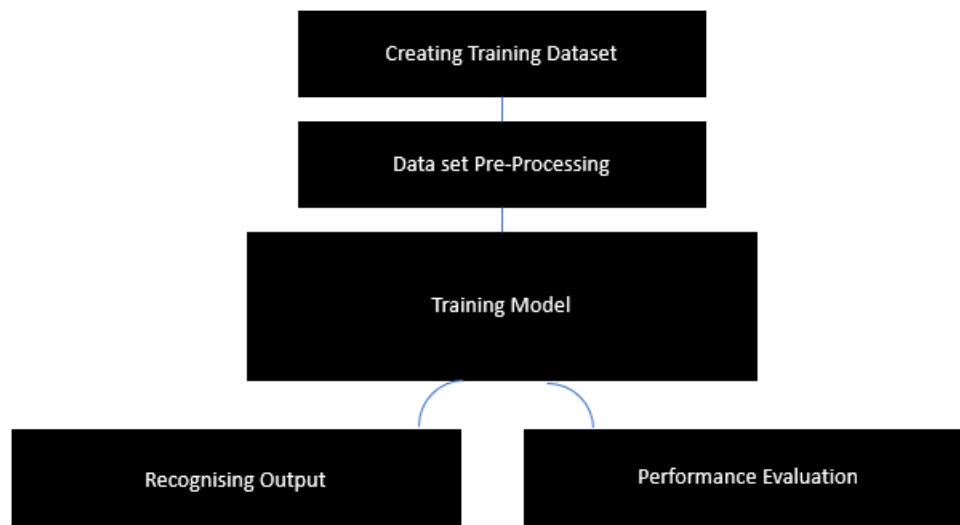 Creating Training Dataset
Data set Pre-Processing
Training Model
Recognising Output
Performance Evaluation